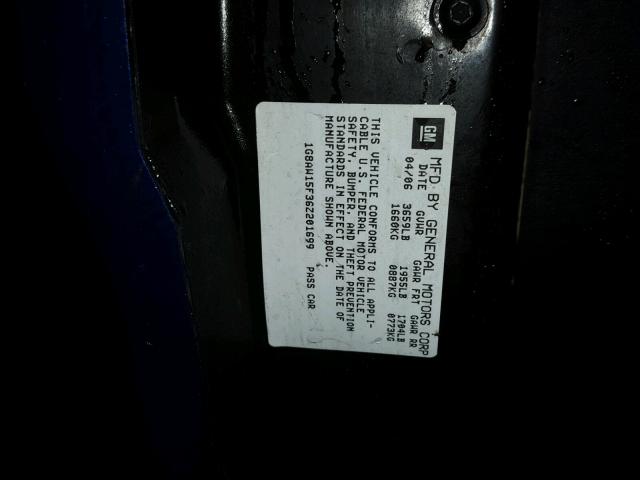 GM MFD BY GENERAL MOTORS CORP
DATE GVWR GAWR FRT GAWR RR
04/06 3659LB 1955LB 1704LB
1660KG 0887KG 0773KG
THIS VEHICLE CONFORMS TO ALL APPLI-
CABLE U.S. FEDERAL MOTOR VEHICLE
SAFETY, BUMPER, AND THEFT PREVENTION
STANDARDS IN EFFECT ON THE DATE OF
MANUFACTURE SHOWN ABOVE.
1G8AW15F36Z201699 PASS CAR